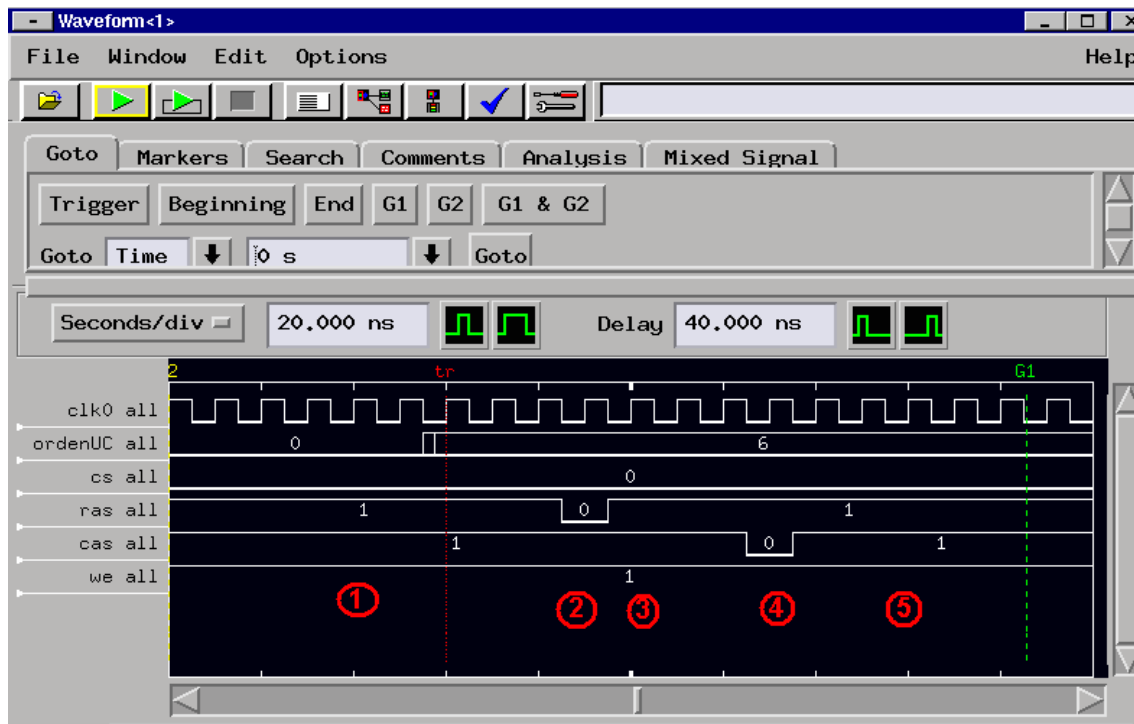 Waveform<1>
File Window Edit Options Help
Goto Markers Search Comments Analysis Mixed Signal
Trigger Beginning End G1 G2 G1 & G2
Goto Time 0 s Goto
Seconds/div 20.000 ns Delay 40.000 ns
2 tr G1
clk0 all
ordenUC all 0 6
cs all 0
ras all 1 0 1
cas all 1 0 1
we all 1
1 2 3 4 5